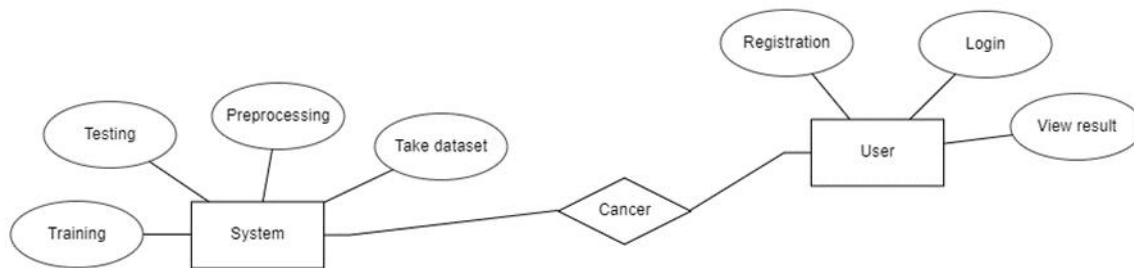 Registration
Login
View result
User
Preprocessing
Testing
Take dataset
Cancer
Training
System